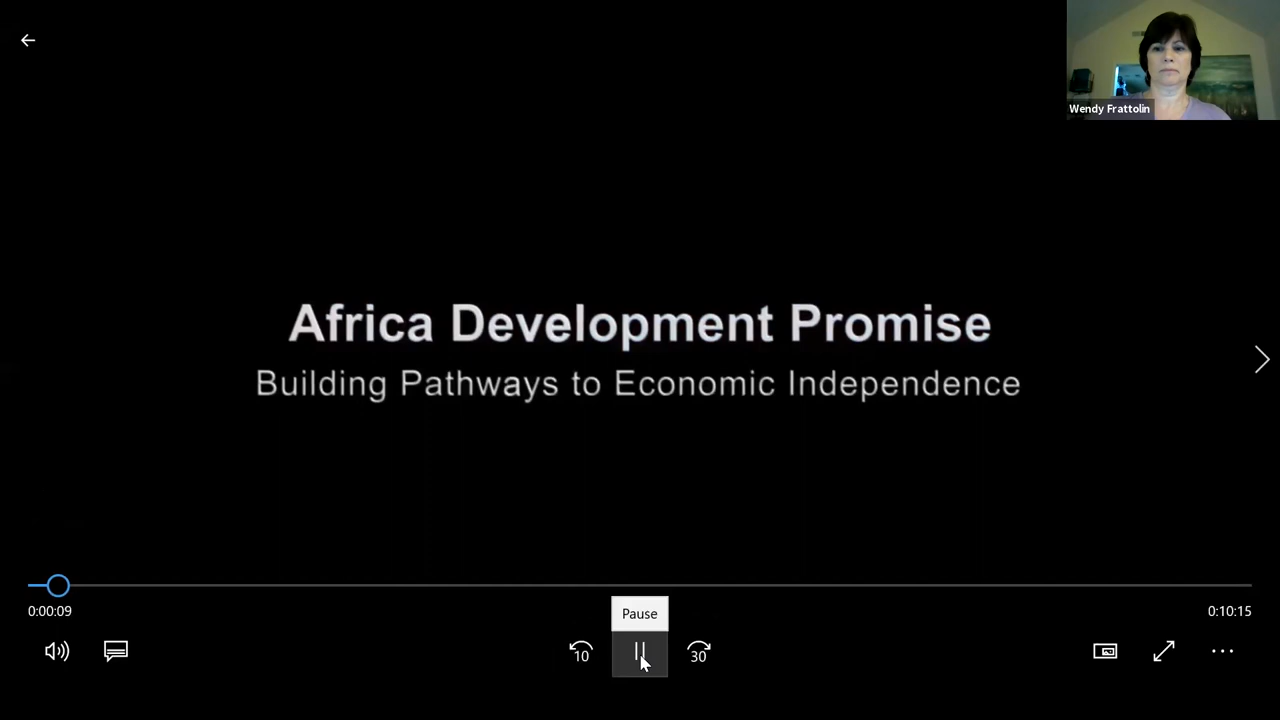 Wendy Frattolin
Africa Development Promise
Building Pathways to Economic Independence
0:00:09
0:10:15
Pause
10
30